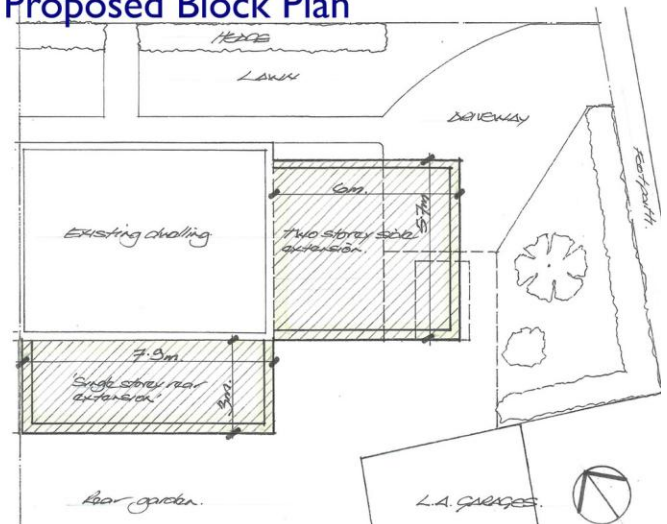 Proposed Block Plan
HEDGE
LAWN
DRIVEWAY
Footpath.
6m.
5.7m
Existing dwelling
Two storey side
extension.
7.9m.
'Single storey rear
extension'
3m.
Rear garden.
L.A. GARAGES.